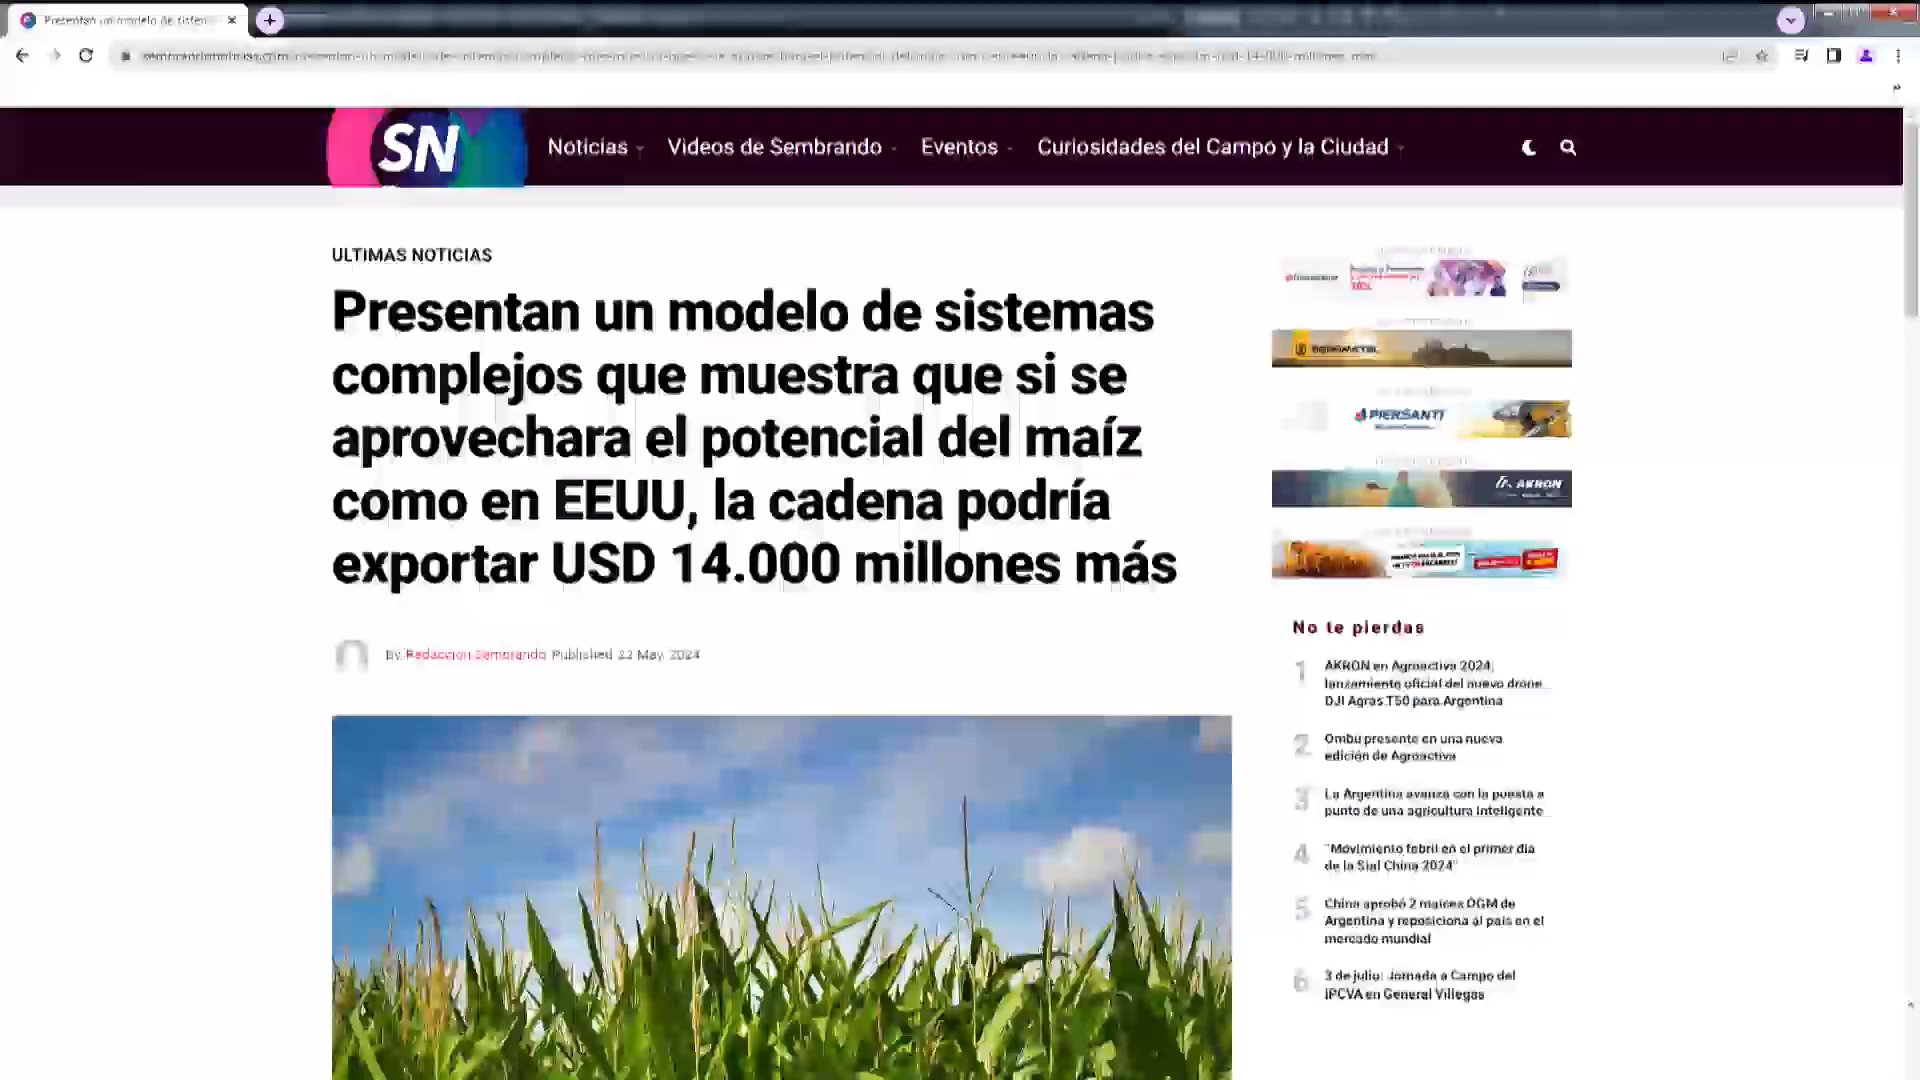 Presentan un modelo de sistem
SN
Noticias
Videos de Sembrando
Eventos
Curiosidades del Campo y la Ciudad
ULTIMAS NOTICIAS
Presentan un modelo de sistemas
complejos que muestra que si se
aprovechara el potencial del maíz
como en EEUU, la cadena podría
exportar USD 14.000 millones más
By Redaccion Sembrando Published 22 May, 2024
PIERSANTI
AKRON
No te pierdas
1 AKRON en Agroactiva 2024:
lanzamiento oficial del nuevo drone
DJI Agras T50 para Argentina
2 Ombu presente en una nueva
edición de Agroactiva
3 La Argentina avanza con la puesta a
punto de una agricultura inteligente
4 "Movimiento febril en el primer día
de la Sial China 2024"
5 China aprobó 2 maíces OGM de
Argentina y reposiciona al país en el
mercado mundial
6 3 de julio: Jornada a Campo del
IPCVA en General Villegas